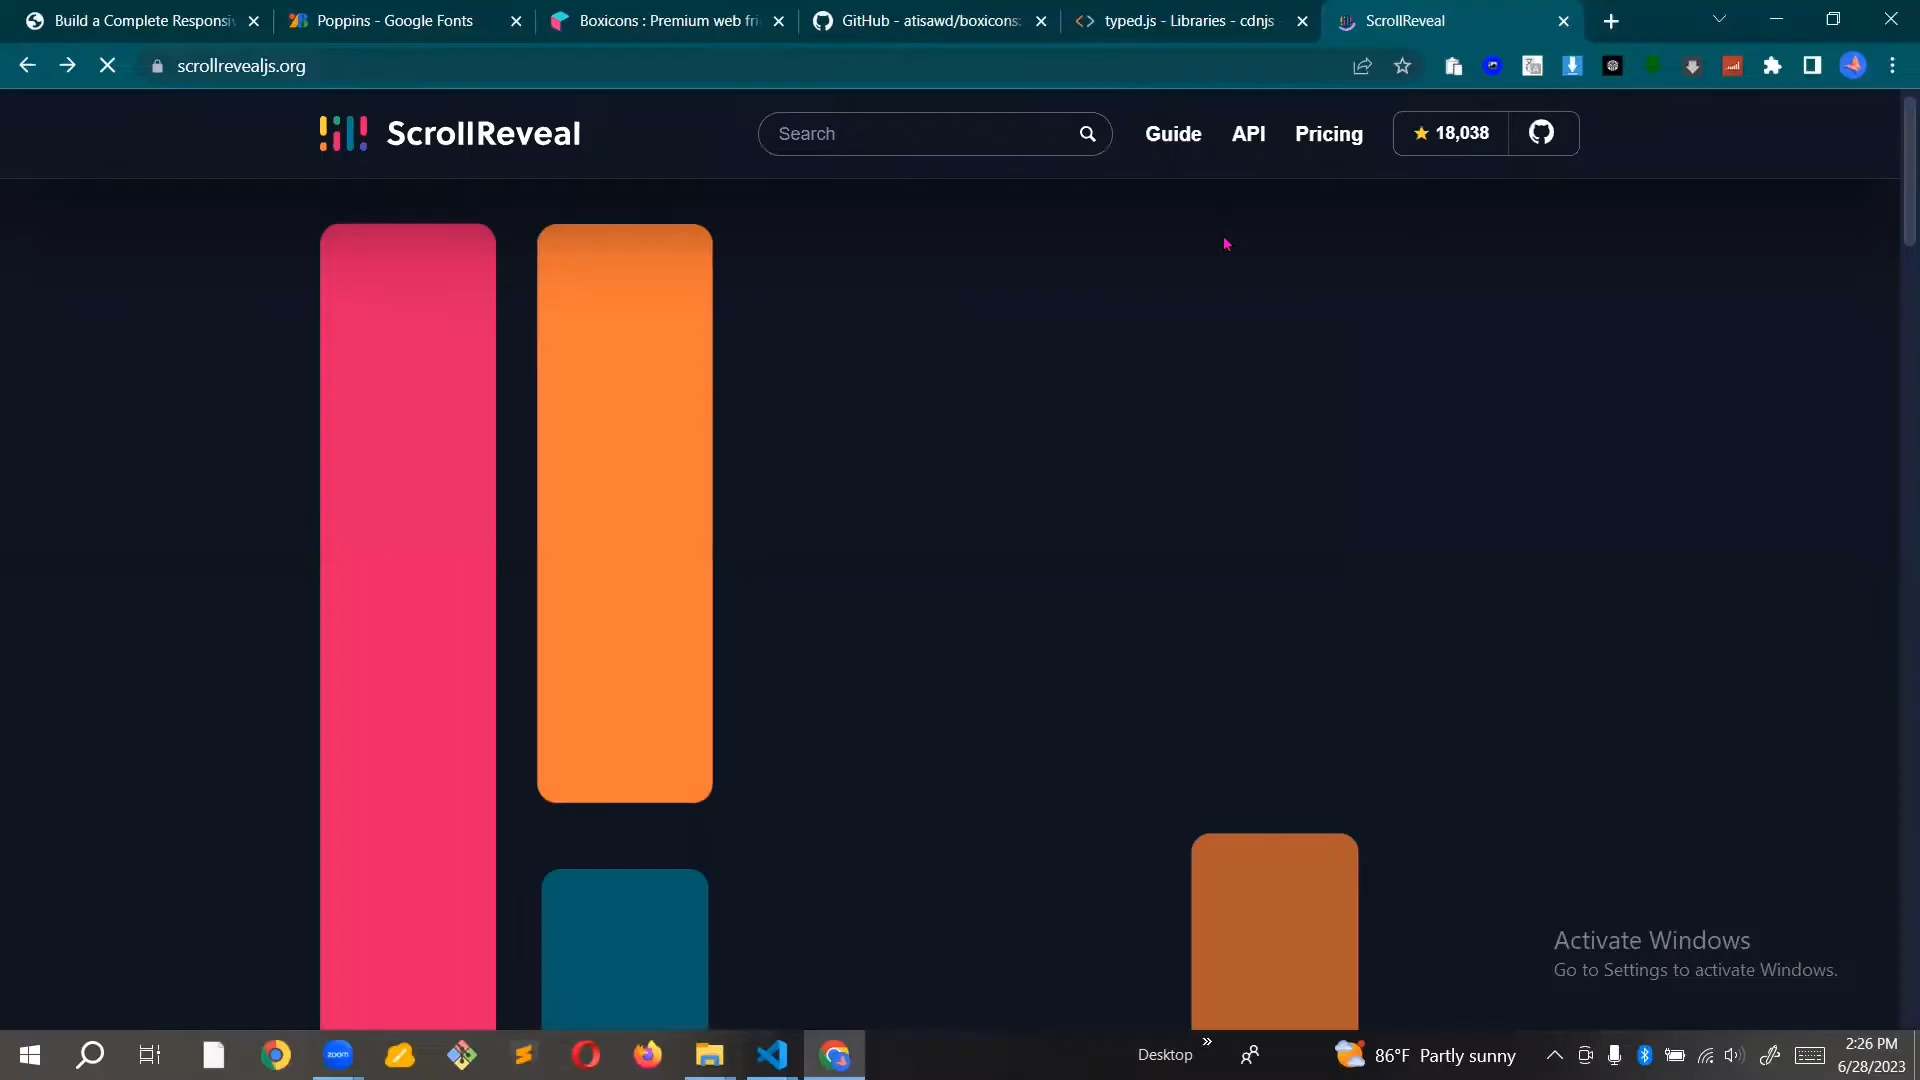 Build a Complete Responsiv
Poppins - Google Fonts
Boxicons : Premium web fri
GitHub - atisawd/boxicons:
typed.js - Libraries - cdnjs
ScrollReveal
scrollrevealjs.org
ScrollReveal
Search
Guide
API
Pricing
18,038
Activate Windows
Go to Settings to activate Windows.
zoom
Desktop
86°F Partly sunny
2:26 PM
6/28/2023